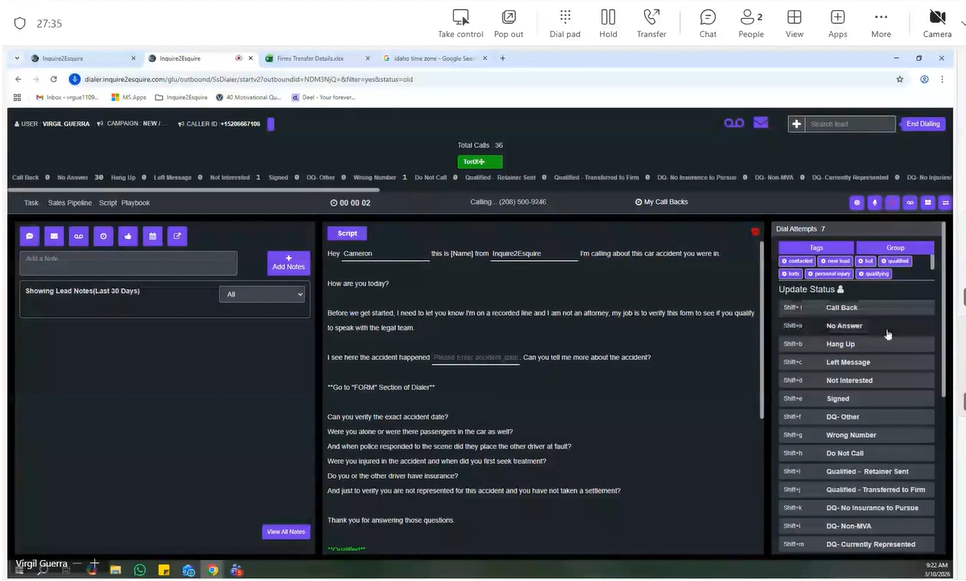 27:35
Take control Pop out Dial pad Hold Transfer Chat People 2 View Apps More Camera
Inquire2Esquire Inquire2Esquire Firms Transfer Details.xlsx idaho time zone - Google Sear
dialer.inquire2esquire.com/glu/outbound/SsDialer/startv2?outboundId=NDM3NjQ=&filter=yes&status=old
Inbox – vrgue1109... MS Apps Inquire2Esquire 40 Motivational Qu... Deel - Your forever...
USER : VIRGIL GUERRA CAMPAIGN : NEW / ... CALLER ID :+15206667106 Search lead End Dialing
Total Calls . 36
TortX
Call Back 0 No Answer 30 Hang Up 0 Left Message 0 Not Interested 1 Signed 0 DQ- Other 0 Wrong Number 1 Do Not Call 0 Qualified - Retainer Sent 0 Qualified - Transferred to Firm 0 DQ- No Insurance to Pursue 0 DQ- Non-MVA 0 DQ- Currently Represented 0 DQ- No Injuries/
Task Sales Pipeline Script Playbook 00 00 02 Calling... (208) 500-9246 My Call Backs
Add a Note
Add Notes
Showing Lead Notes(Last 30 Days) All
View All Notes
Script
Hey Cameron this is [Name] from Inquire2Esquire I'm calling about this car accident you were in.
How are you today?
Before we get started, I need to let you know I'm on a recorded line and I am not an attorney, my job is to verify this form to see if you qualify
to speak with the legal team.
I see here the accident happened Please Enter accident_date . Can you tell me more about the accident?
**Go to "FORM" Section of Dialer**
Can you verify the exact accident date?
Were you alone or were there passengers in the car as well?
And when police responded to the scene did they place the other driver at fault?
Were you injured in the accident and when did you first seek treatment?
Do you or the other driver have insurance?
And just to verify you are not represented for this accident and you have not taken a settlement?
Thank you for answering those questions.
**Qualified**
Dial Attempts 7
Tags Group
contacted new lead but qualified
torts personal injury qualifying
Update Status
Shift+ Call Back
Shift+a No Answer
Shift+b Hang Up
Shift+c Left Message
Shift+d Not Interested
Shift+e Signed
Shift+f DQ- Other
Shift+g Wrong Number
Shift+h Do Not Call
Shift+i Qualified - Retainer Sent
Shift+j Qualified - Transferred to Firm
Shift+k DQ- No Insurance to Pursue
Shift+l DQ- Non-MVA
Shift+m DQ- Currently Represented
Virgil Guerra
9:22 AM
3/10/2026